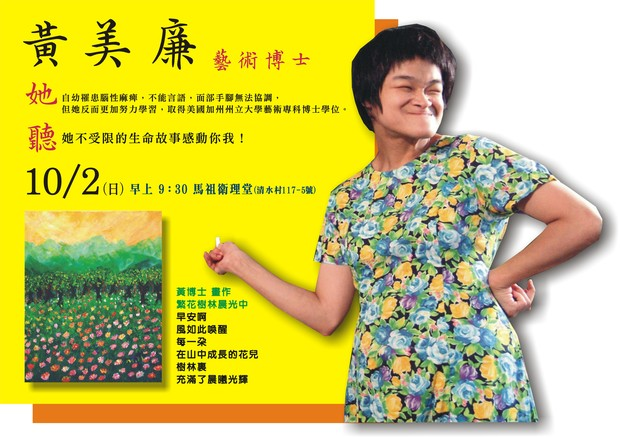 黃美廉 藝術博士
她 自幼罹患腦性麻痺，不能言語，面部手腳無法協調，
但她反而更加努力學習，取得美國加州州立大學藝術專科博士學位。
聽 她不受限的生命故事感動你我！
10/2(日) 早上 9：30 馬祖衛理堂(清水村117-5號)
黃博士 畫作
繁花樹林晨光中
早安啊
風如此喚醒
每一朵
在山中成長的花兒
樹林裏
充滿了晨曦光輝